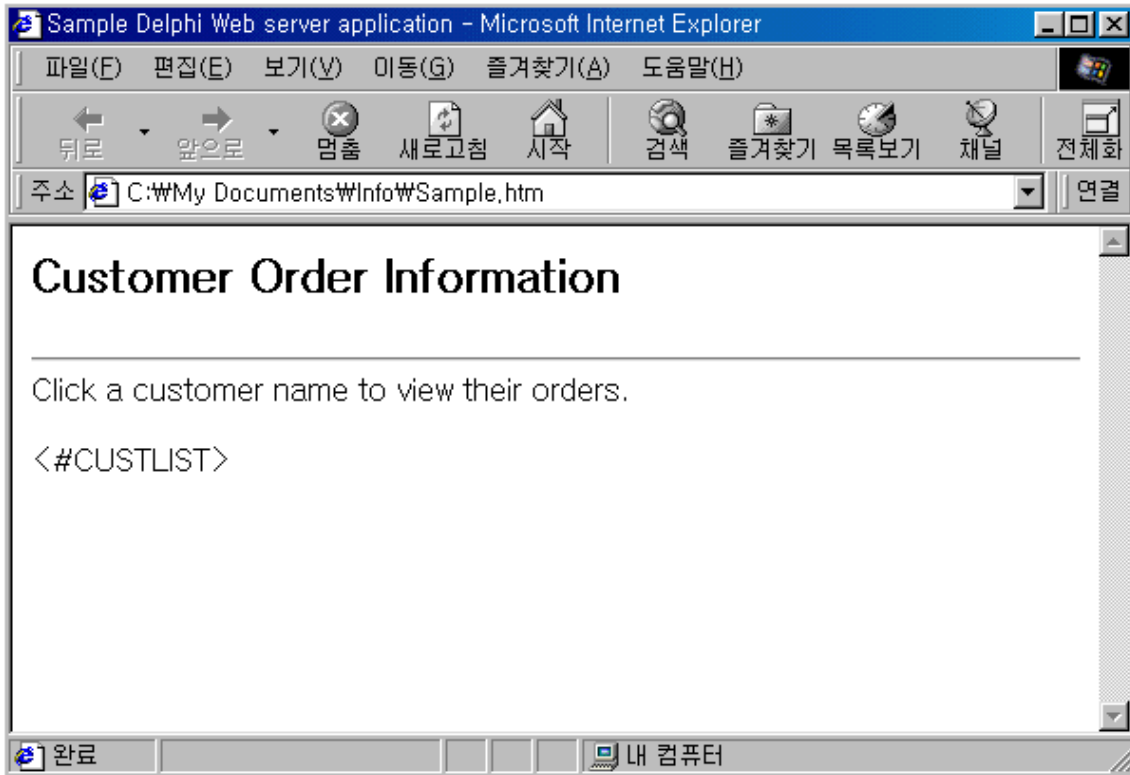 Sample Delphi Web server application - Microsoft Internet Explorer
파일(F) 편집(E) 보기(V) 이동(G) 즐겨찾기(A) 도움말(H)
뒤로 앞으로 멈춤 새로고침 시작 검색 즐겨찾기 목록보기 채널 전체화
주소 C:₩My Documents₩Info₩Sample,htm 연결
Customer Order Information
Click a customer name to view their orders.
<#CUSTLIST>
완료 내 컴퓨터